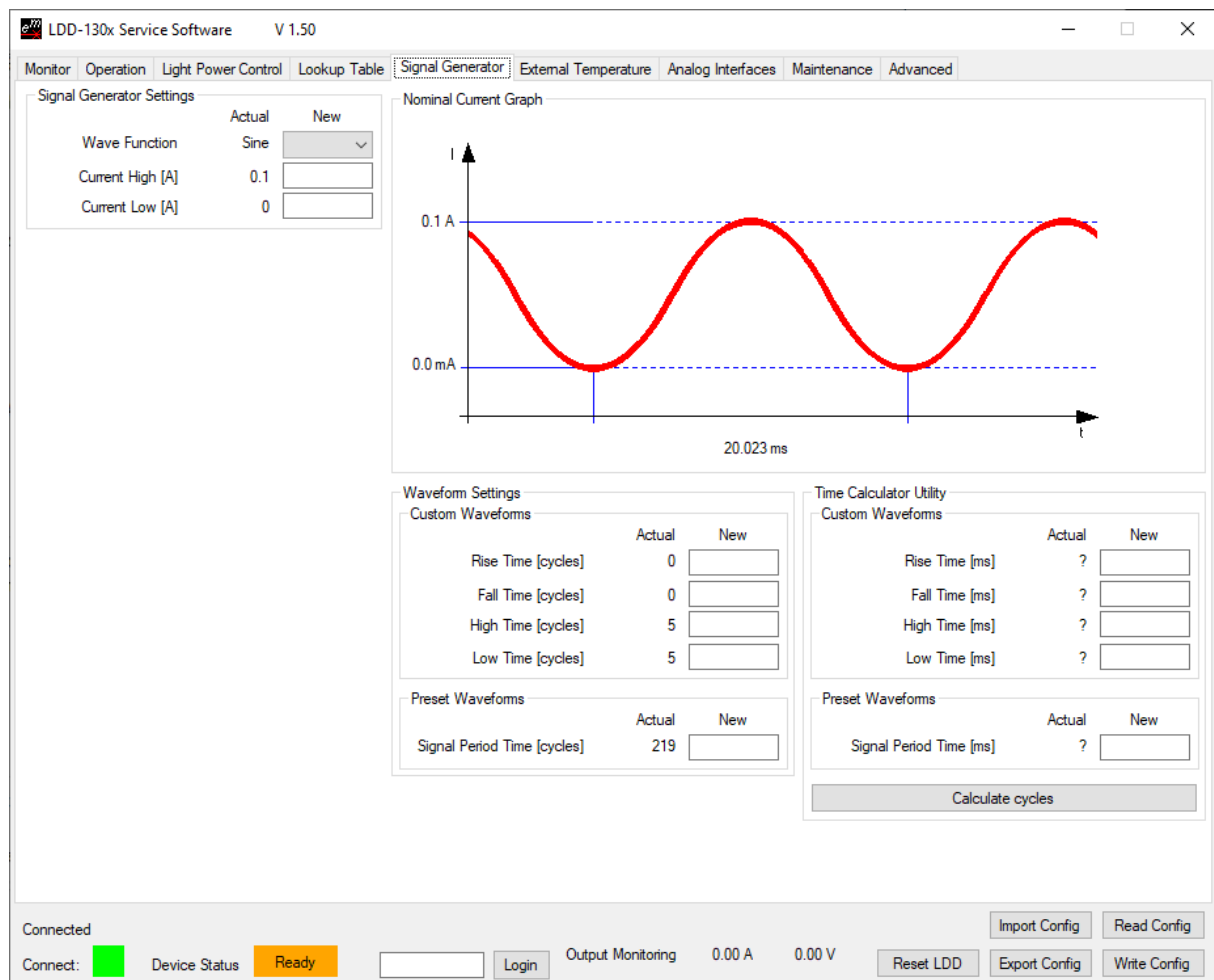 LDD-130x Service Software V 1.50
Monitor Operation Light Power Control Lookup Table Signal Generator External Temperature Analog Interfaces Maintenance Advanced
Signal Generator Settings
Actual New
Wave Function Sine
Current High [A] 0.1
Current Low [A] 0
Nominal Current Graph
I
0.1 A
0.0 mA
t
20.023 ms
Waveform Settings
Custom Waveforms
Actual New
Rise Time [cycles] 0
Fall Time [cycles] 0
High Time [cycles] 5
Low Time [cycles] 5
Preset Waveforms
Actual New
Signal Period Time [cycles] 219
Time Calculator Utility
Custom Waveforms
Actual New
Rise Time [ms] ?
Fall Time [ms] ?
High Time [ms] ?
Low Time [ms] ?
Preset Waveforms
Actual New
Signal Period Time [ms] ?
Calculate cycles
Connected
Import Config Read Config
Connect: Device Status Ready Login Output Monitoring 0.00 A 0.00 V Reset LDD Export Config Write Config